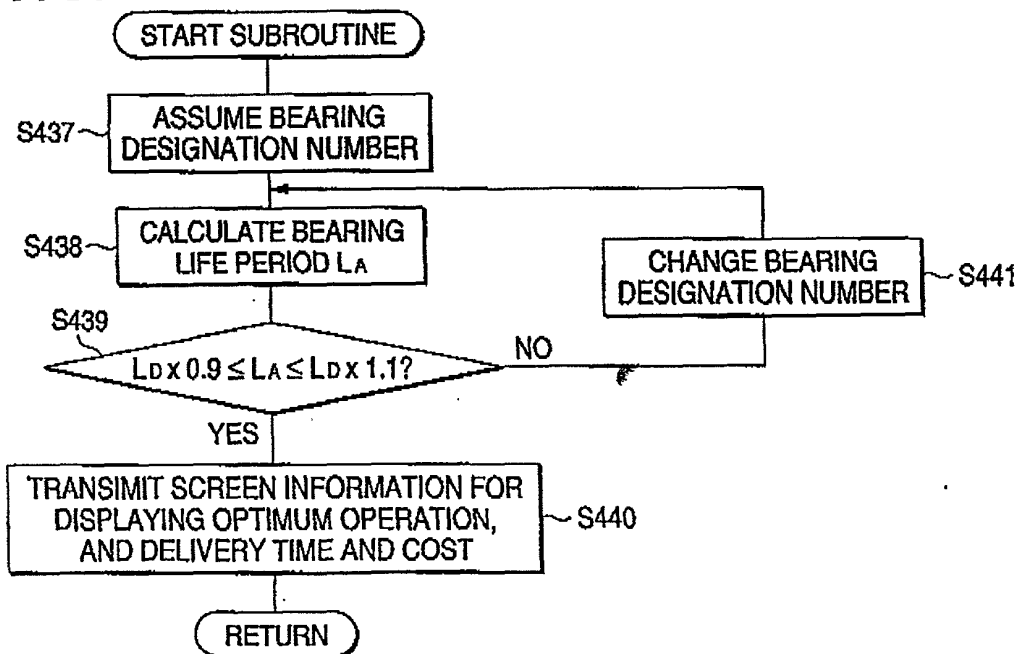 START SUBROUTINE
S437
ASSUME BEARING
DESIGNATION NUMBER
S438
CALCULATE BEARING
LIFE PERIOD LA
CHANGE BEARING
DESIGNATION NUMBER
S441
S439
LD x 0.9 ≤ LA ≤ LD x 1.1?
NO
YES
TRANSIMIT SCREEN INFORMATION FOR
DISPLAYING OPTIMUM OPERATION,
AND DELIVERY TIME AND COST
S440
RETURN